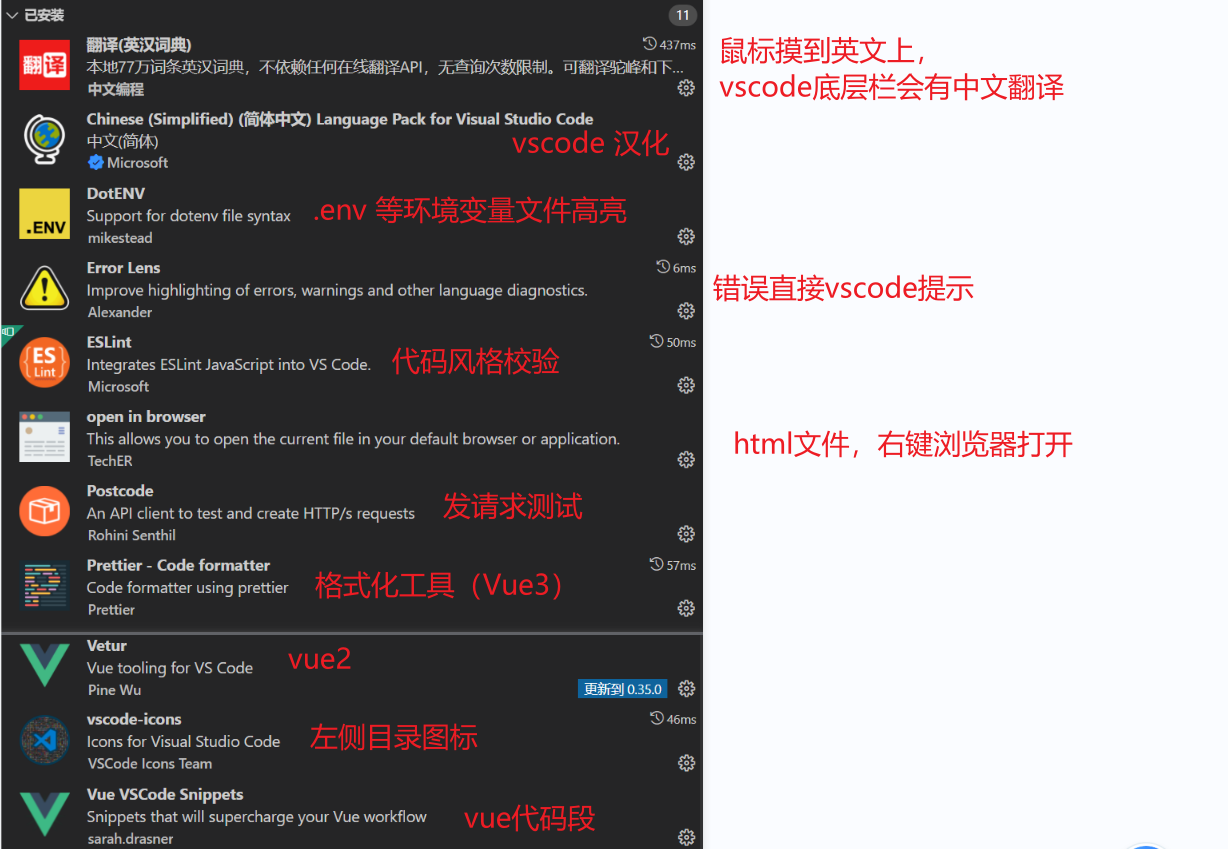 已安装
11
翻译
翻译(英汉词典)
437ms
本地77万词条英汉词典，不依赖任何在线翻译API，无查询次数限制。可翻译驼峰和下...
中文编程
鼠标摸到英文上，
vscode底层栏会有中文翻译
Chinese (Simplified) (简体中文) Language Pack for Visual Studio Code
中文(简体)
Microsoft
vscode 汉化
.ENV
DotENV
Support for dotenv file syntax
mikestead
.env 等环境变量文件高亮
Error Lens
6ms
Improve highlighting of errors, warnings and other language diagnostics.
Alexander
错误直接vscode提示
ES
Lint
ESLint
50ms
Integrates ESLint JavaScript into VS Code.
Microsoft
代码风格校验
open in browser
This allows you to open the current file in your default browser or application.
TechER
html文件，右键浏览器打开
Postcode
An API client to test and create HTTP/s requests
Rohini Senthil
发请求测试
Prettier - Code formatter
57ms
Code formatter using prettier
Prettier
格式化工具（Vue3）
Vetur
Vue tooling for VS Code
Pine Wu
vue2
更新到 0.35.0
vscode-icons
46ms
Icons for Visual Studio Code
VSCode Icons Team
左侧目录图标
Vue VSCode Snippets
Snippets that will supercharge your Vue workflow
sarah.drasner
vue代码段